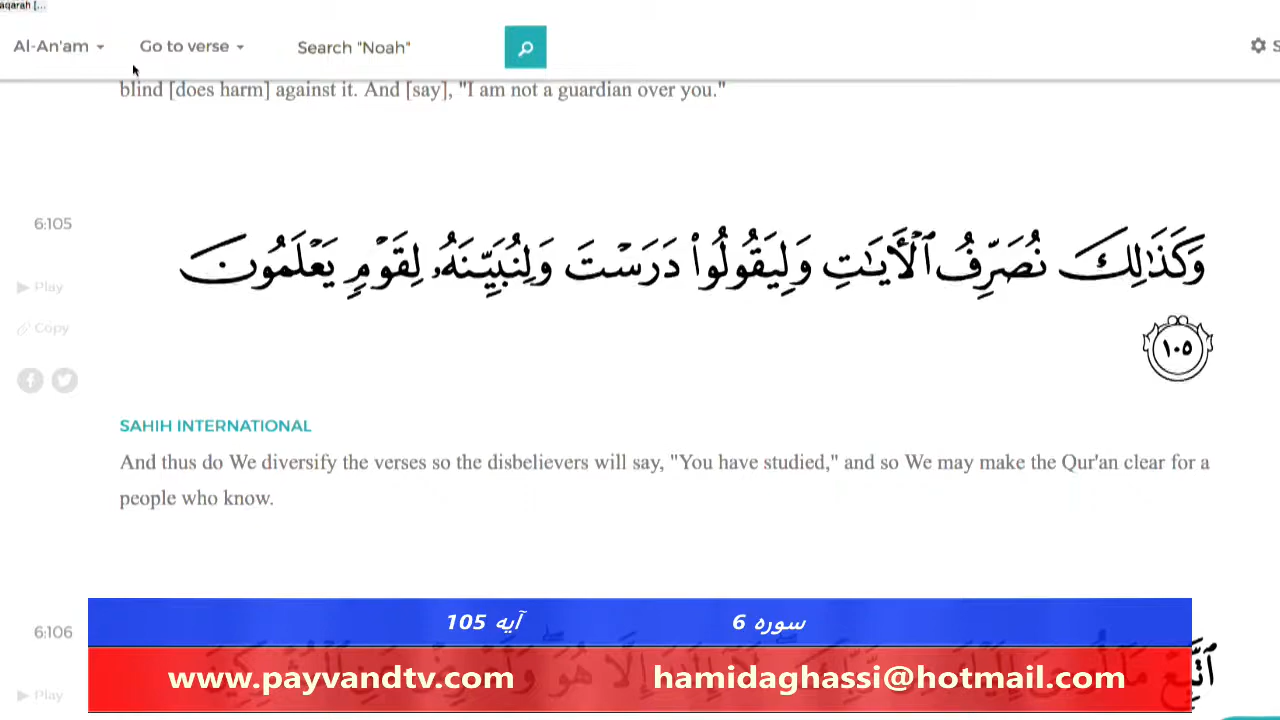 aqarah [...
Al-An'am
Go to verse
Search "Noah"
S
blind [does harm] against it. And [say], "I am not a guardian over you."
6:105
وَكَذَٰلِكَ نُصَرِّفُ ٱلْأَيَـٰتِ وَلِيَقُولُوا۟ دَرَسْتَ وَلِنُبَيِّنَهُۥ لِقَوْمٍ يَعْلَمُونَ
١٠٥
Play
Copy
SAHIH INTERNATIONAL
And thus do We diversify the verses so the disbelievers will say, "You have studied," and so We may make the Qur'an clear for a
people who know.
سوره 6 آیه 105
6:106
ٱتَّبِعْ
Play
www.payvandtv.com hamidaghassi@hotmail.com